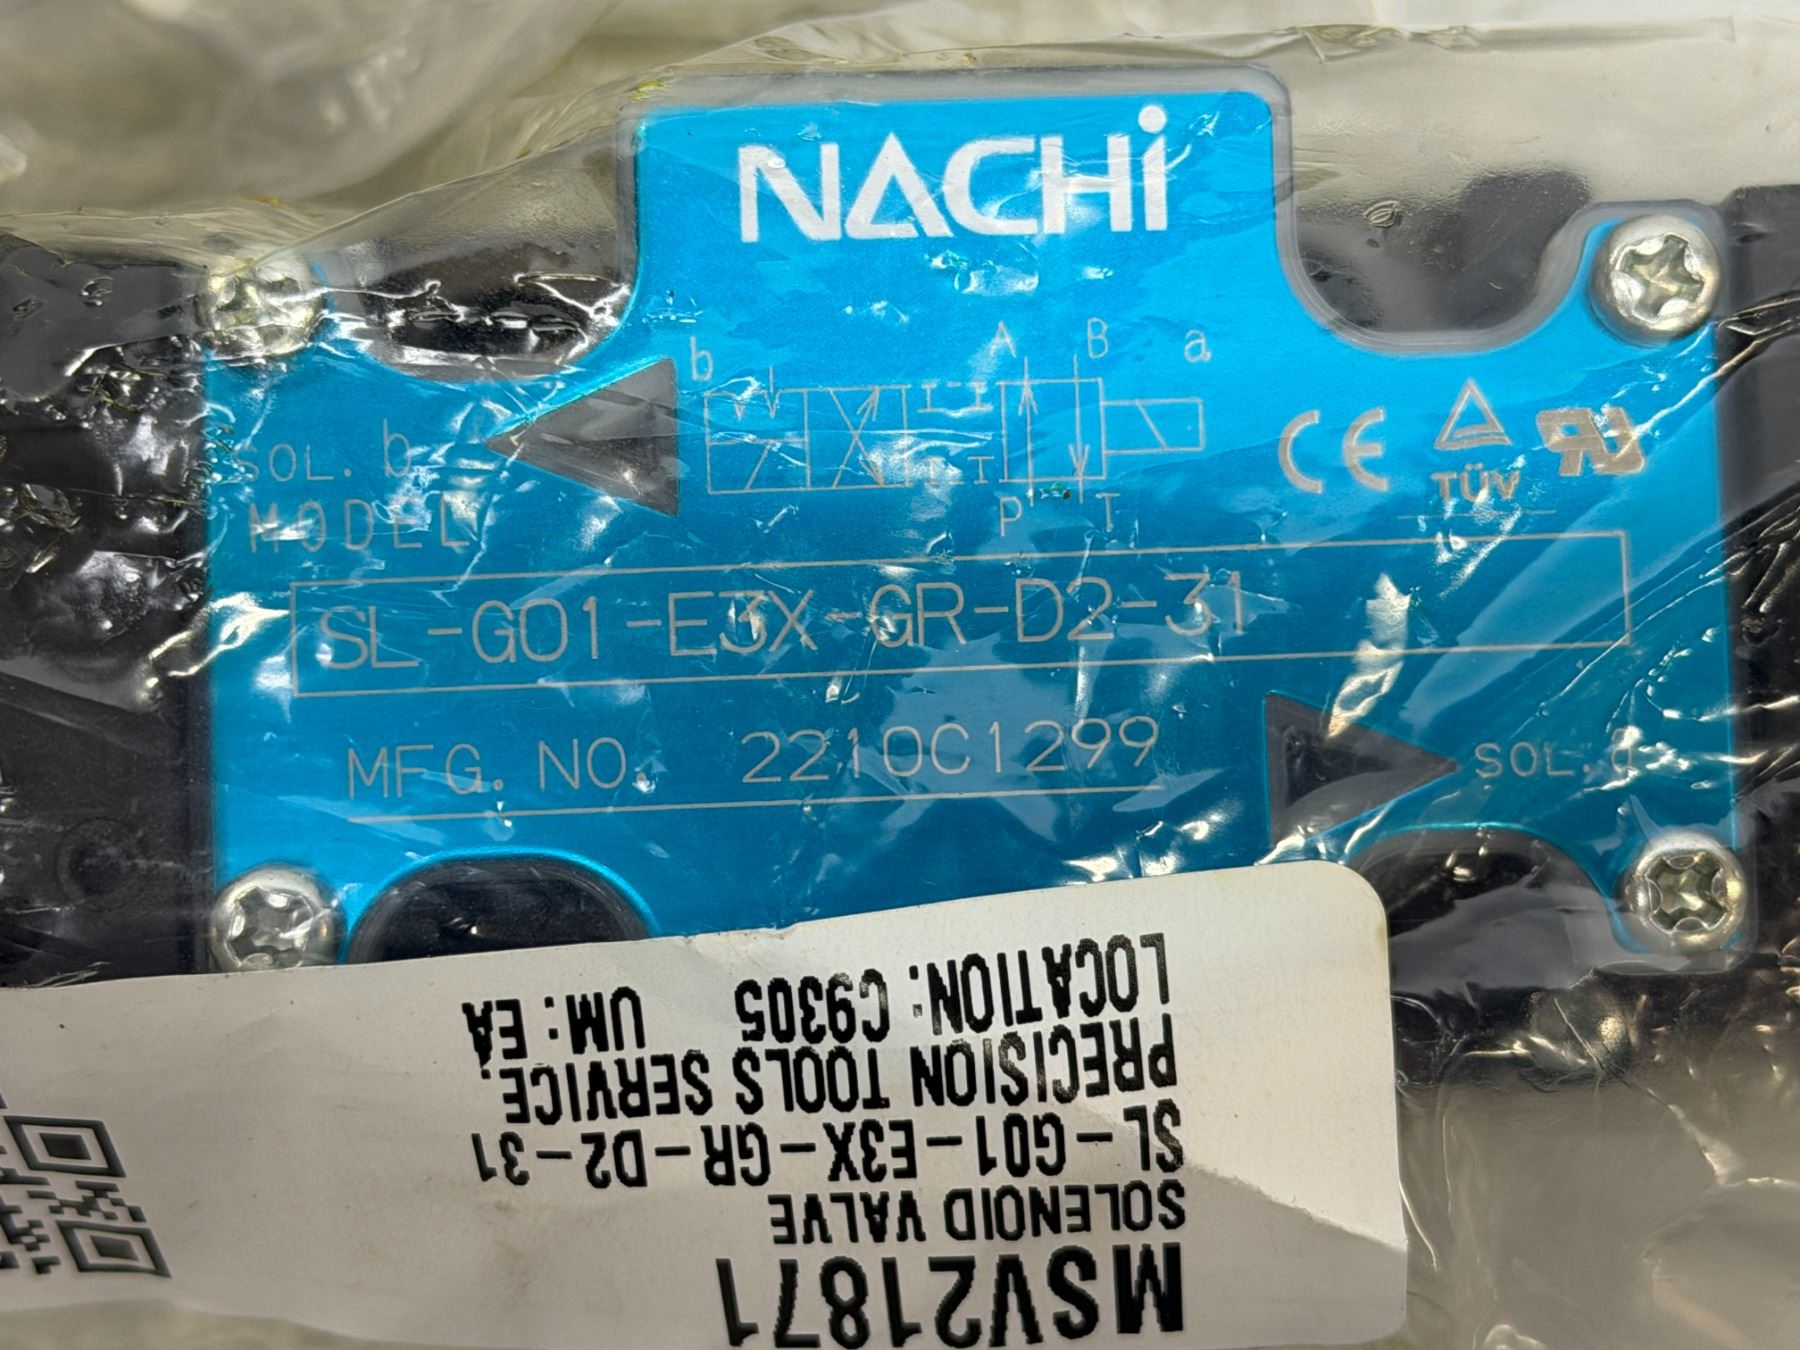 NACHi
b A B a
SOL. b
P T
CE TÜV
MODEL
SL-G01-E3X-GR-D2-31
MFG. NO. 2210C1299
SOL. a
MSV21871
SOLENOID VALVE
SL-G01-E3X-GR-D2-31
PRECISION TOOLS SERVICE.
LOCATION: C9305 UM: EA